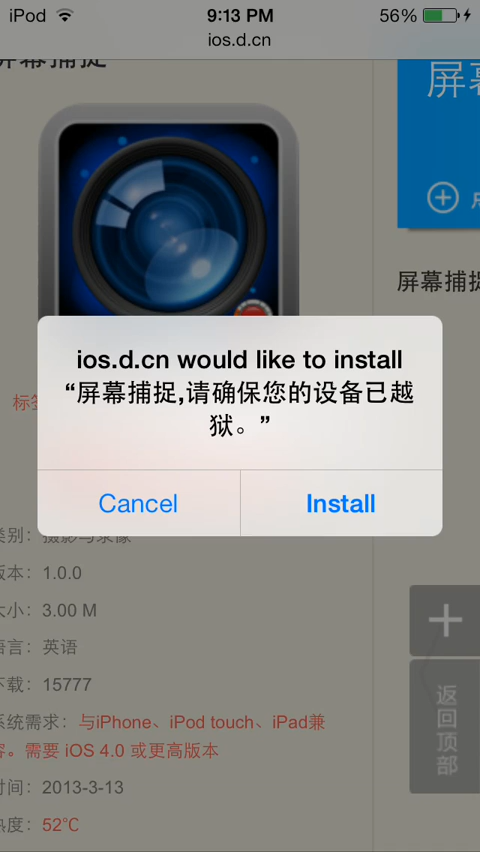 iPod 9:13 PM 56%
ios.d.cn
屏幕捕捉
屏幕
屏幕捕捉
ios.d.cn would like to install
“屏幕捕捉,请确保您的设备已越
狱。”
Cancel Install
类别：摄影与录像
版本：1.0.0
大小：3.00 M
语言：英语
下载：15777
系统需求：与iPhone、iPod touch、iPad兼
容。需要 iOS 4.0 或更高版本
时间：2013-3-13
热度：52℃
返回顶部